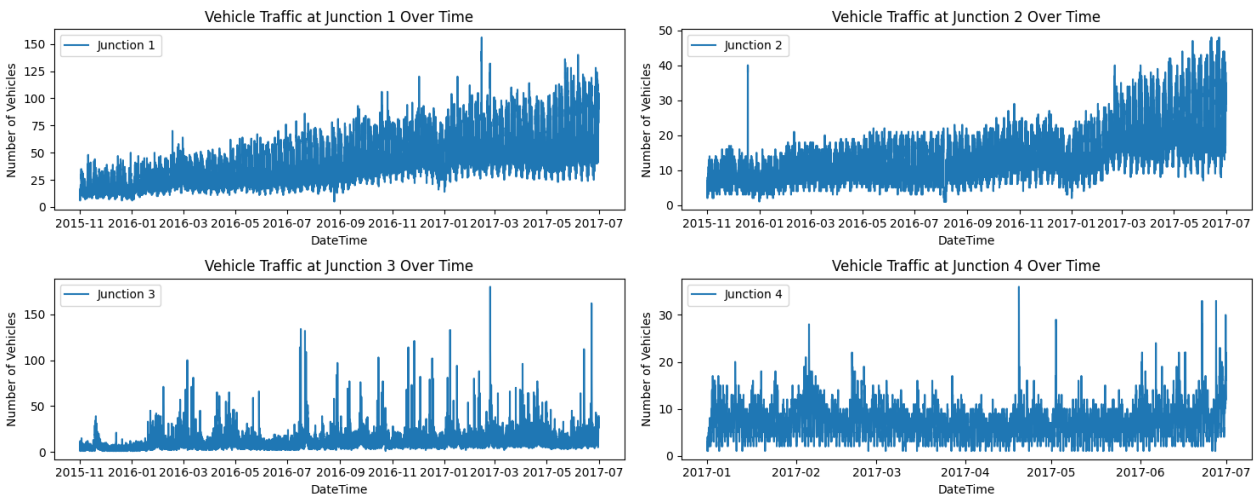 Vehicle Traffic at Junction 1 Over Time
Number of Vehicles
150
125
100
75
50
25
0
Junction 1
2015-11 2016-01 2016-03 2016-05 2016-07 2016-09 2016-11 2017-01 2017-03 2017-05 2017-07
DateTime
Vehicle Traffic at Junction 2 Over Time
Number of Vehicles
50
40
30
20
10
0
Junction 2
2015-11 2016-01 2016-03 2016-05 2016-07 2016-09 2016-11 2017-01 2017-03 2017-05 2017-07
DateTime
Vehicle Traffic at Junction 3 Over Time
Number of Vehicles
150
100
50
0
Junction 3
2015-11 2016-01 2016-03 2016-05 2016-07 2016-09 2016-11 2017-01 2017-03 2017-05 2017-07
DateTime
Vehicle Traffic at Junction 4 Over Time
Number of Vehicles
30
20
10
0
Junction 4
2017-01 2017-02 2017-03 2017-04 2017-05 2017-06 2017-07
DateTime